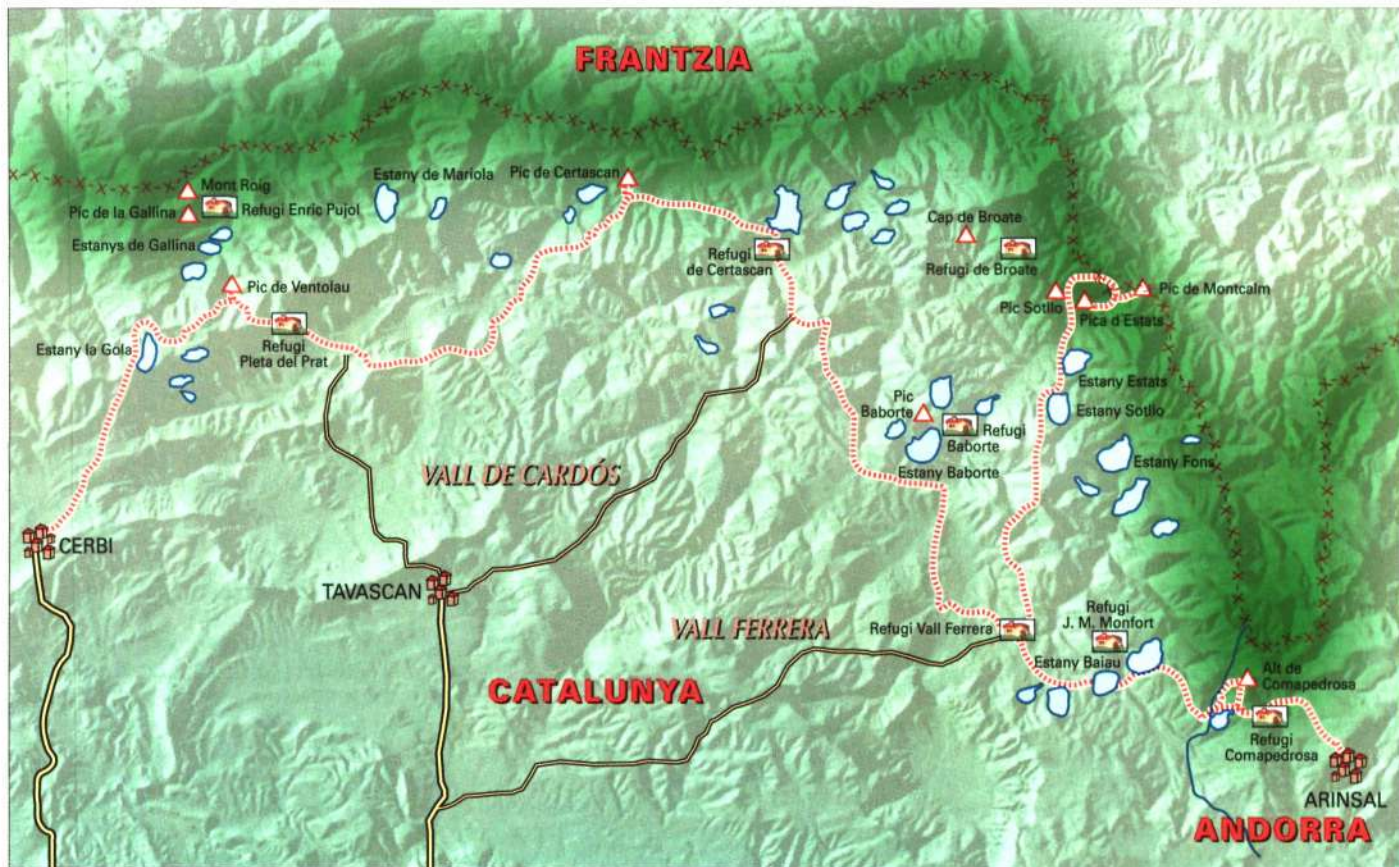 FRANTZIA
Mont Roig
Pic de la Gallina
Refugi Enric Pujol
Estanys de Gallina
Estany de Mariola
Pic de Certascan
Refugi
de Certascan
Cap de Broate
Refugi de Broate
Pic de Ventolau
Pic Sotllo
Pic de Montcalm
Pica d'Estats
Estany la Gola
Refugi
Pleta del Prat
Estany Estats
Estany Sotllo
Pic
Baborte
Refugi
Baborte
Estany Baborte
Estany Fons
VALL DE CARDÓS
CERBI
TAVASCAN
VALL FERRERA
Refugi Vall Ferrera
Refugi
J. M. Monfort
Estany Baiau
CATALUNYA
Alt de
Comapedrosa
Refugi
Comapedrosa
ARINSAL
ANDORRA